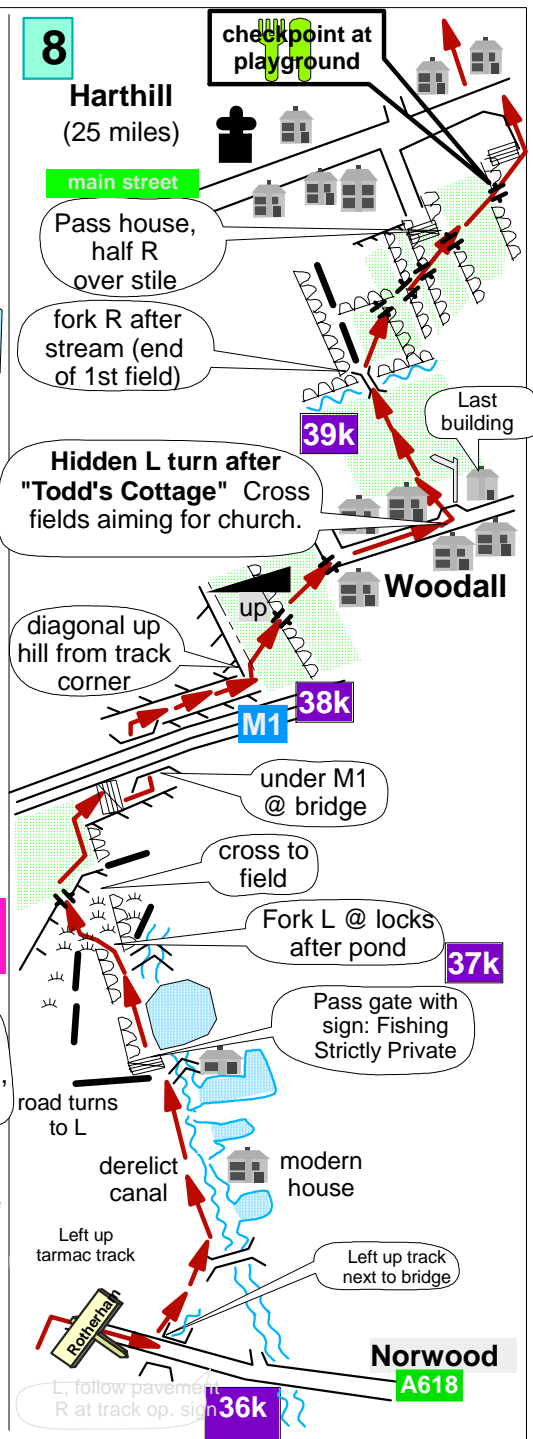 8
checkpoint at
playground
Harthill
(25 miles)
main street
Pass house,
half R
over stile
fork R after
stream (end
of 1st field)
39k
Last
building
Hidden L turn after
"Todd's Cottage" Cross
fields aiming for church.
Woodall
up
diagonal up
hill from track
corner
38k
M1
under M1
@ bridge
cross to
field
Fork L @ locks
after pond
37k
Pass gate with
sign: Fishing
Strictly Private
,
road turns
to L
derelict
canal
modern
house
Left up
tarmac track
Left up track
next to bridge
Rotherham
Norwood
A618
L, follow pavement
R at track op. sign
36k